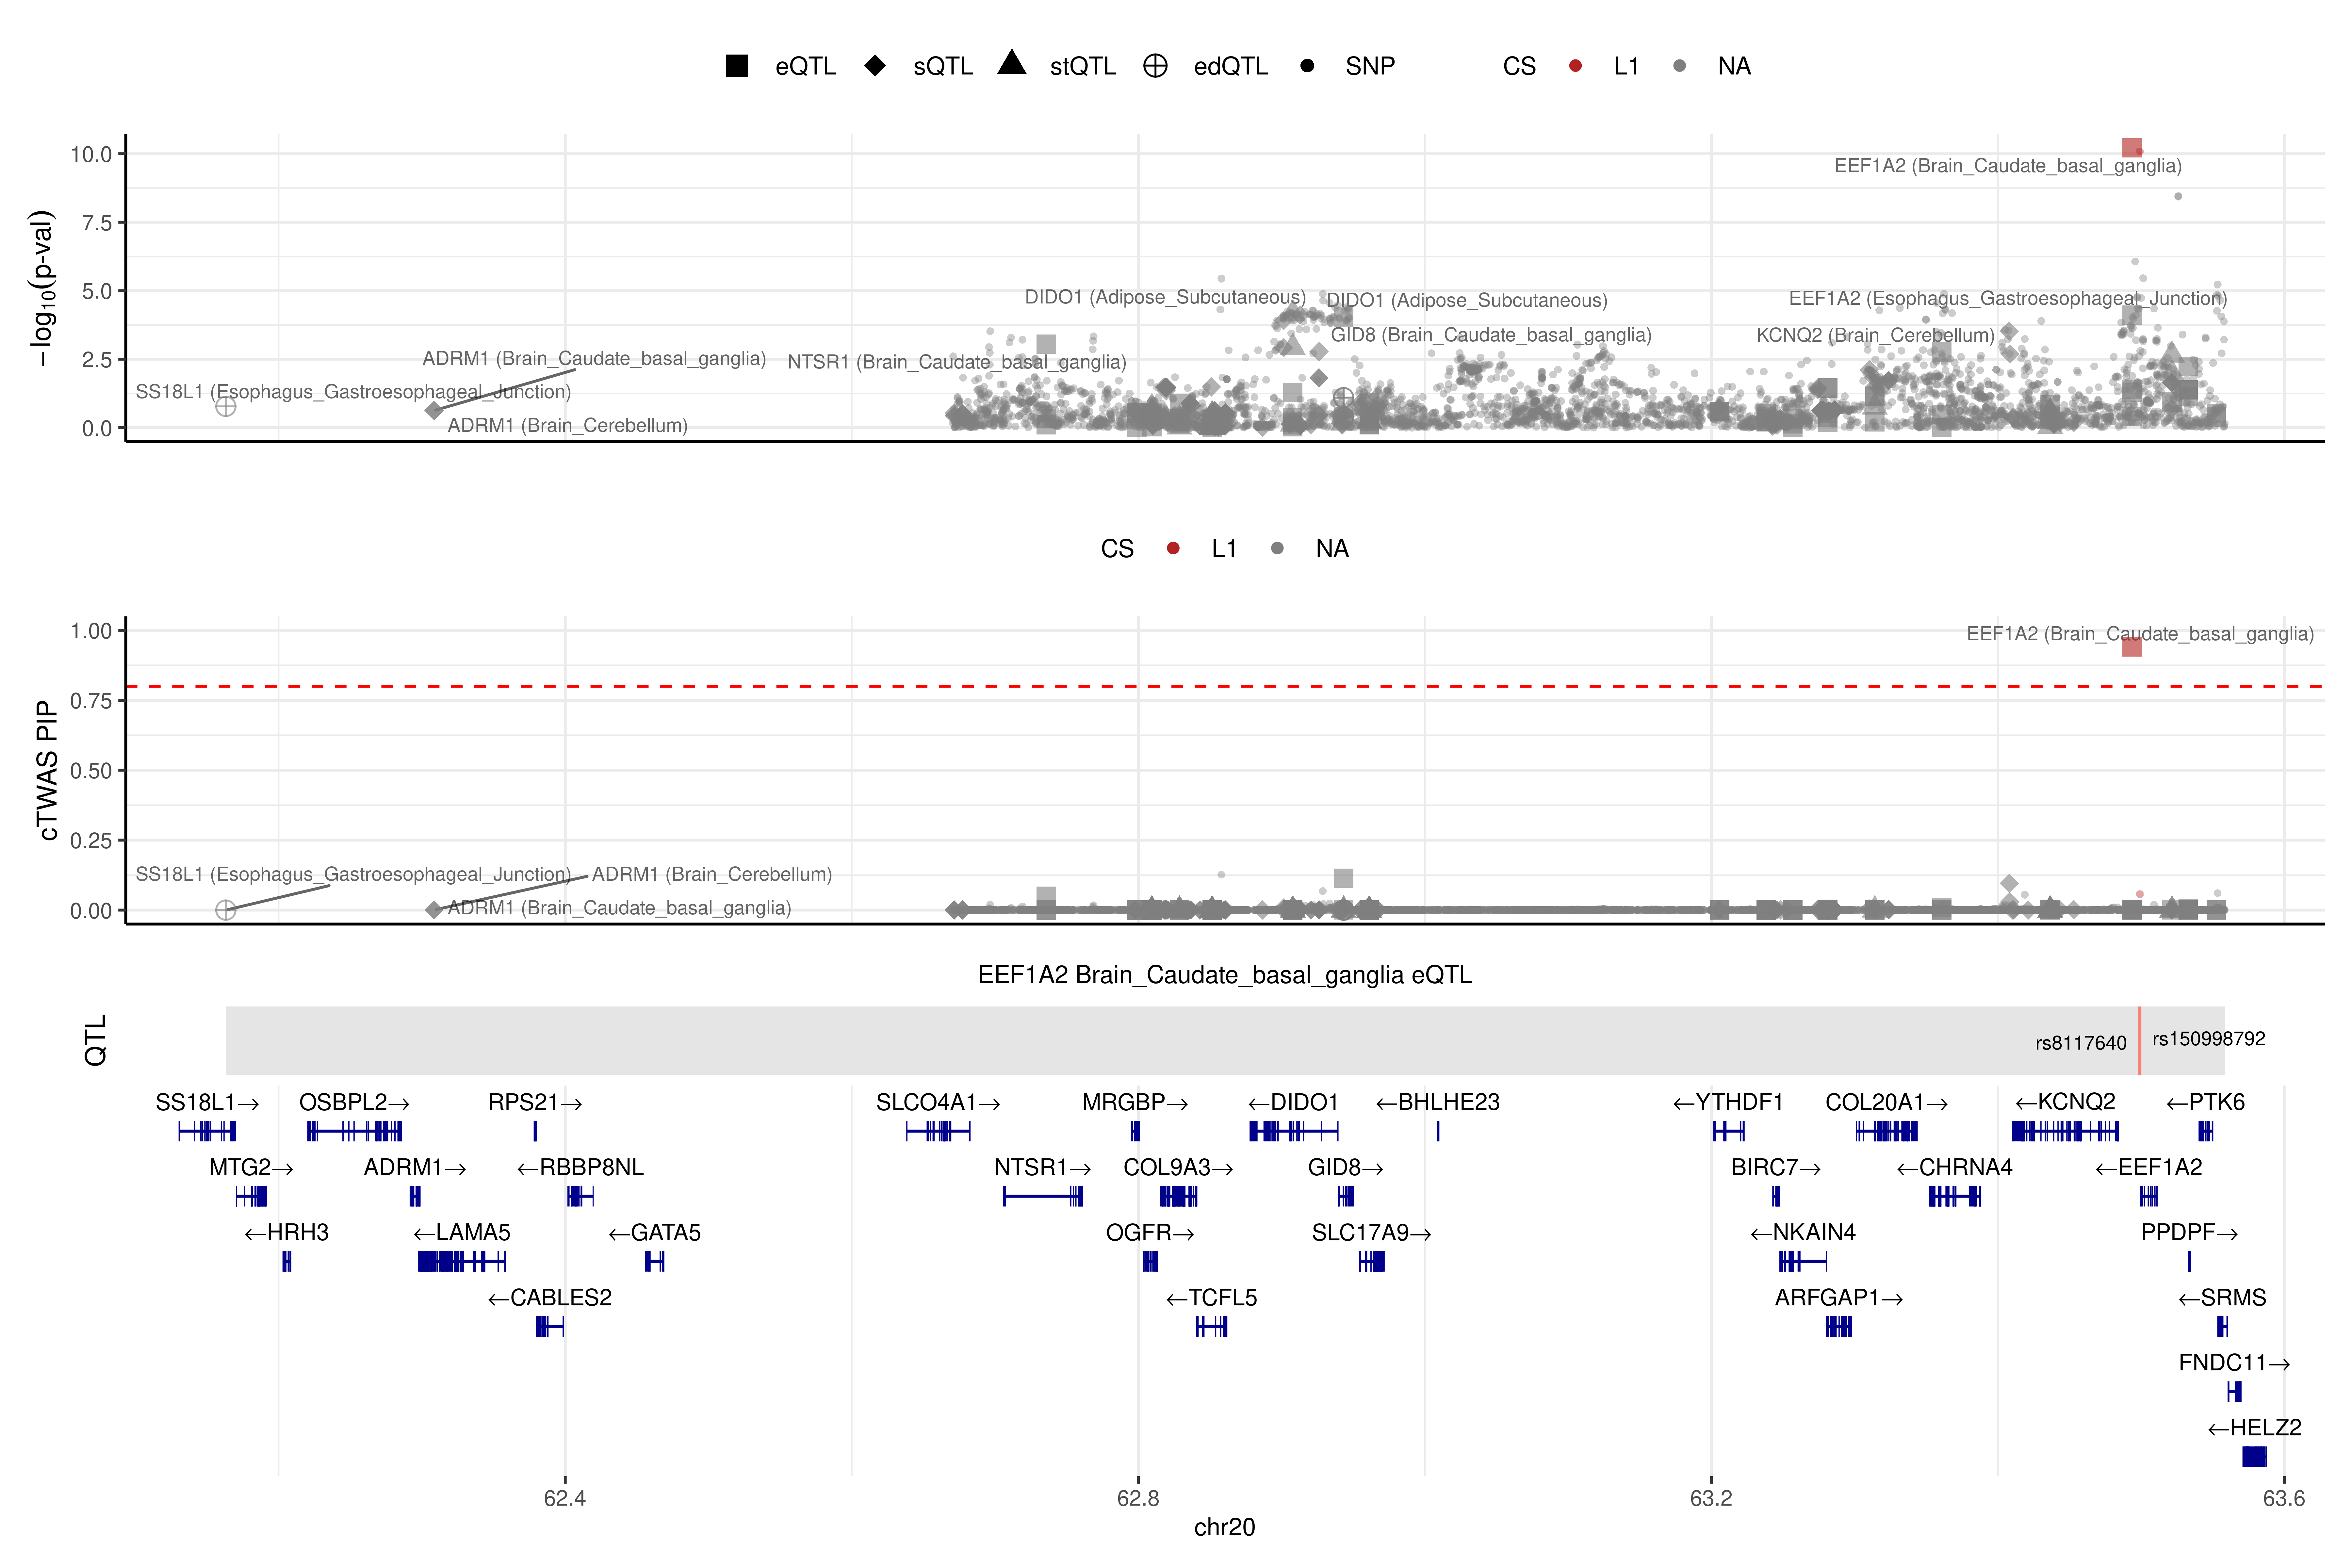 eQTL sQTL stQTL edQTL SNP CS L1 NA
−log10(p-val)
10.0
7.5
5.0
2.5
0.0
EEF1A2 (Brain_Caudate_basal_ganglia)
DIDO1 (Adipose_Subcutaneous)
DIDO1 (Adipose_Subcutaneous)
EEF1A2 (Esophagus_Gastroesophageal_Junction)
GID8 (Brain_Caudate_basal_ganglia)
KCNQ2 (Brain_Cerebellum)
ADRM1 (Brain_Caudate_basal_ganglia)
NTSR1 (Brain_Caudate_basal_ganglia)
SS18L1 (Esophagus_Gastroesophageal_Junction)
ADRM1 (Brain_Cerebellum)
CS L1 NA
cTWAS PIP
1.00
0.75
0.50
0.25
0.00
EEF1A2 (Brain_Caudate_basal_ganglia)
SS18L1 (Esophagus_Gastroesophageal_Junction)
ADRM1 (Brain_Cerebellum)
ADRM1 (Brain_Caudate_basal_ganglia)
EEF1A2 Brain_Caudate_basal_ganglia eQTL
QTL
rs8117640 rs150998792
SS18L1→ OSBPL2→ RPS21→ SLCO4A1→ MRGBP→ ←DIDO1 ←BHLHE23 ←YTHDF1 COL20A1→ ←KCNQ2 ←PTK6
MTG2→ ADRM1→ ←RBBP8NL NTSR1→ COL9A3→ GID8→ BIRC7→ ←CHRNA4 ←EEF1A2
←HRH3 ←LAMA5 ←GATA5 OGFR→ SLC17A9→ ←NKAIN4 PPDPF→
←CABLES2 ←TCFL5 ARFGAP1→ ←SRMS
FNDC11→
←HELZ2
62.4 62.8 63.2 63.6
chr20